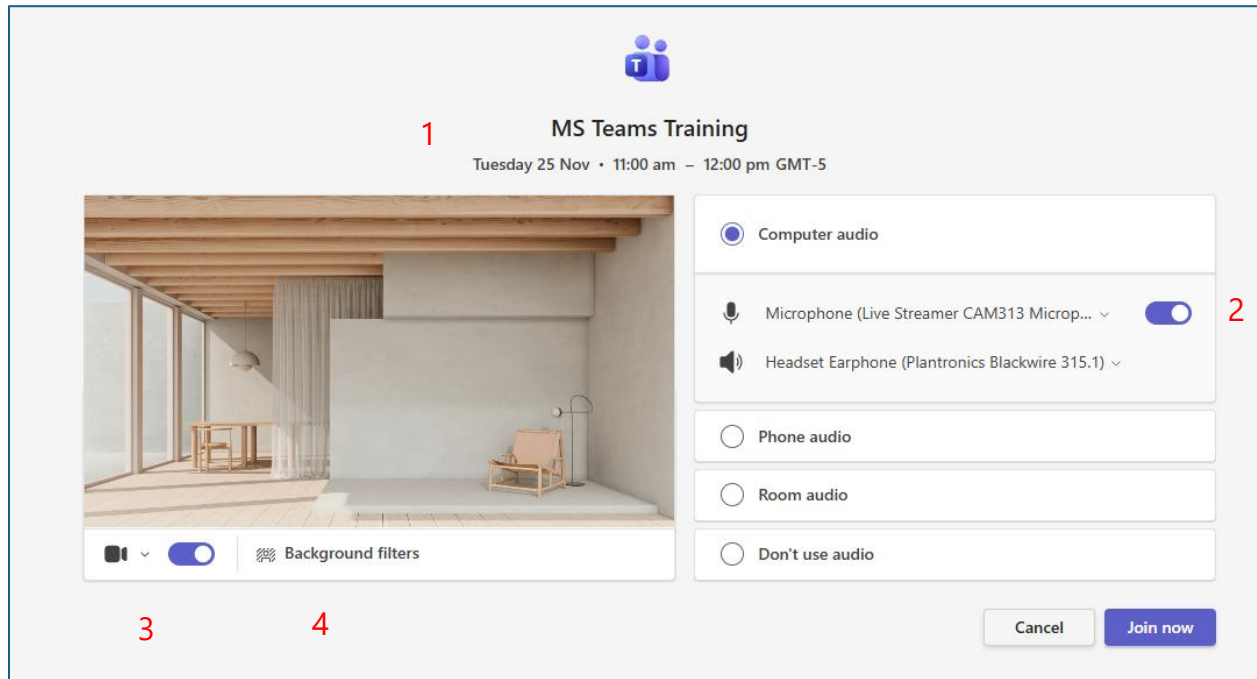 T
1
MS Teams Training
Tuesday 25 Nov • 11:00 am – 12:00 pm GMT-5
Computer audio
Microphone (Live Streamer CAM313 Microp...
2
Headset Earphone (Plantronics Blackwire 315.1)
Phone audio
Room audio
Don't use audio
Background filters
3
4
Cancel
Join now